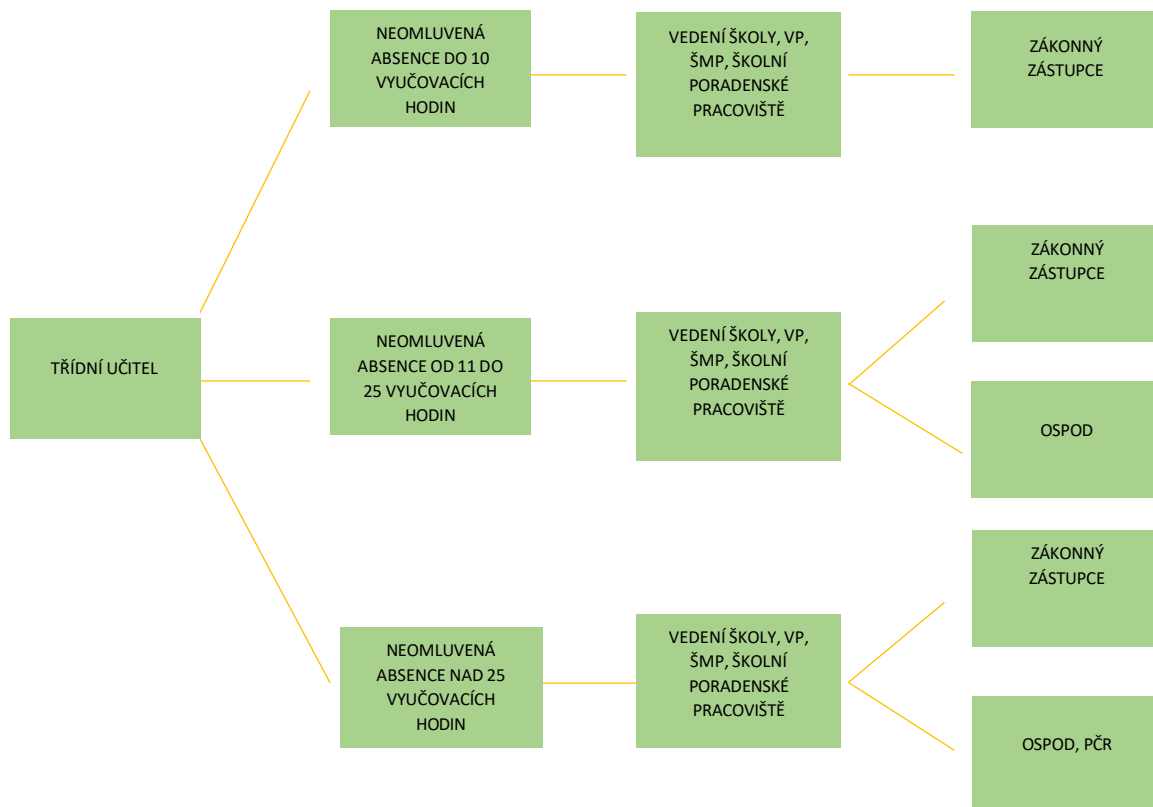 NEOMLUVENÁ
ABSENCE DO 10
VYUČOVACÍCH
HODIN
VEDENÍ ŠKOLY, VP,
ŠMP, ŠKOLNÍ
PORADENSKÉ
PRACOVIŠTĚ
ZÁKONNÝ
ZÁSTUPCE
TŘÍDNÍ UČITEL
NEOMLUVENÁ
ABSENCE OD 11 DO
25 VYUČOVACÍCH
HODIN
VEDENÍ ŠKOLY, VP,
ŠMP, ŠKOLNÍ
PORADENSKÉ
PRACOVIŠTĚ
ZÁKONNÝ
ZÁSTUPCE
OSPOD
NEOMLUVENÁ
ABSENCE NAD 25
VYUČOVACÍCH
HODIN
VEDENÍ ŠKOLY, VP,
ŠMP, ŠKOLNÍ
PORADENSKÉ
PRACOVIŠTĚ
ZÁKONNÝ
ZÁSTUPCE
OSPOD, PČR